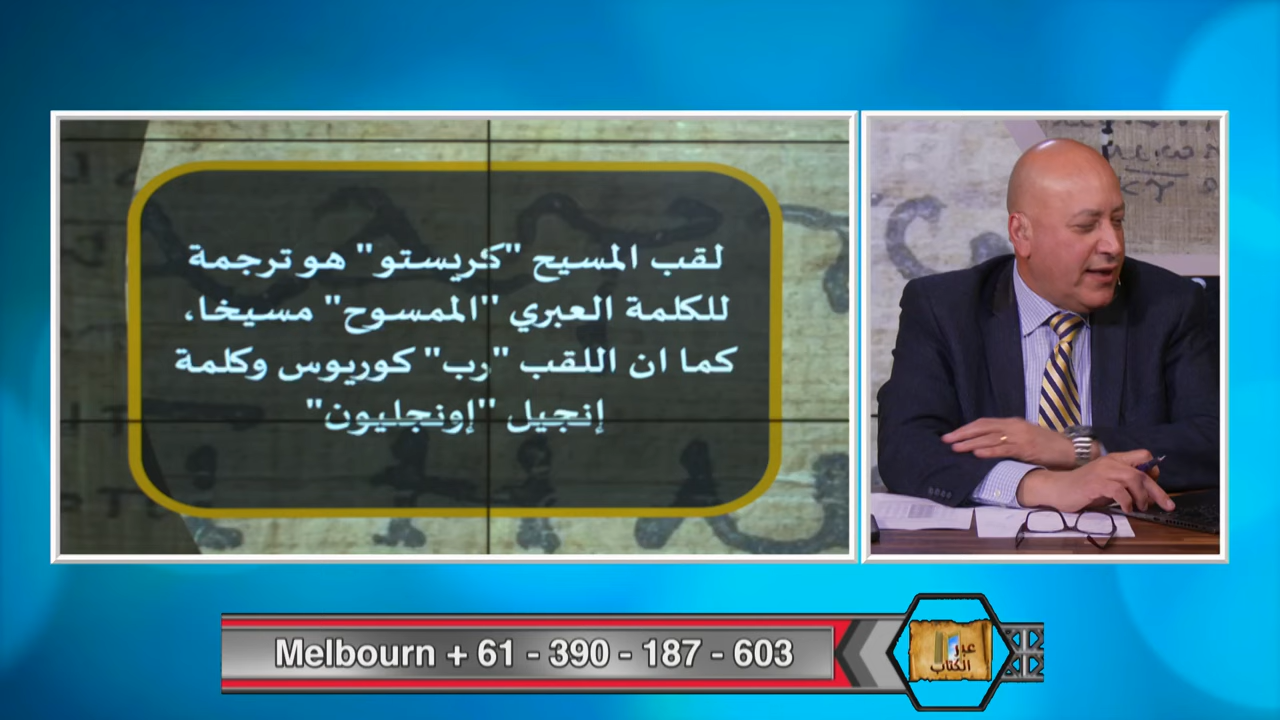 لقب المسيح "كريستو" هو ترجمة
للكلمة العبري "الممسوح" مسيخا،
كما ان اللقب "رب" كوريوس وكلمة
إنجيل "إونجليون"
Melbourn + 61 - 390 - 187 - 603
عبر
الكتاب